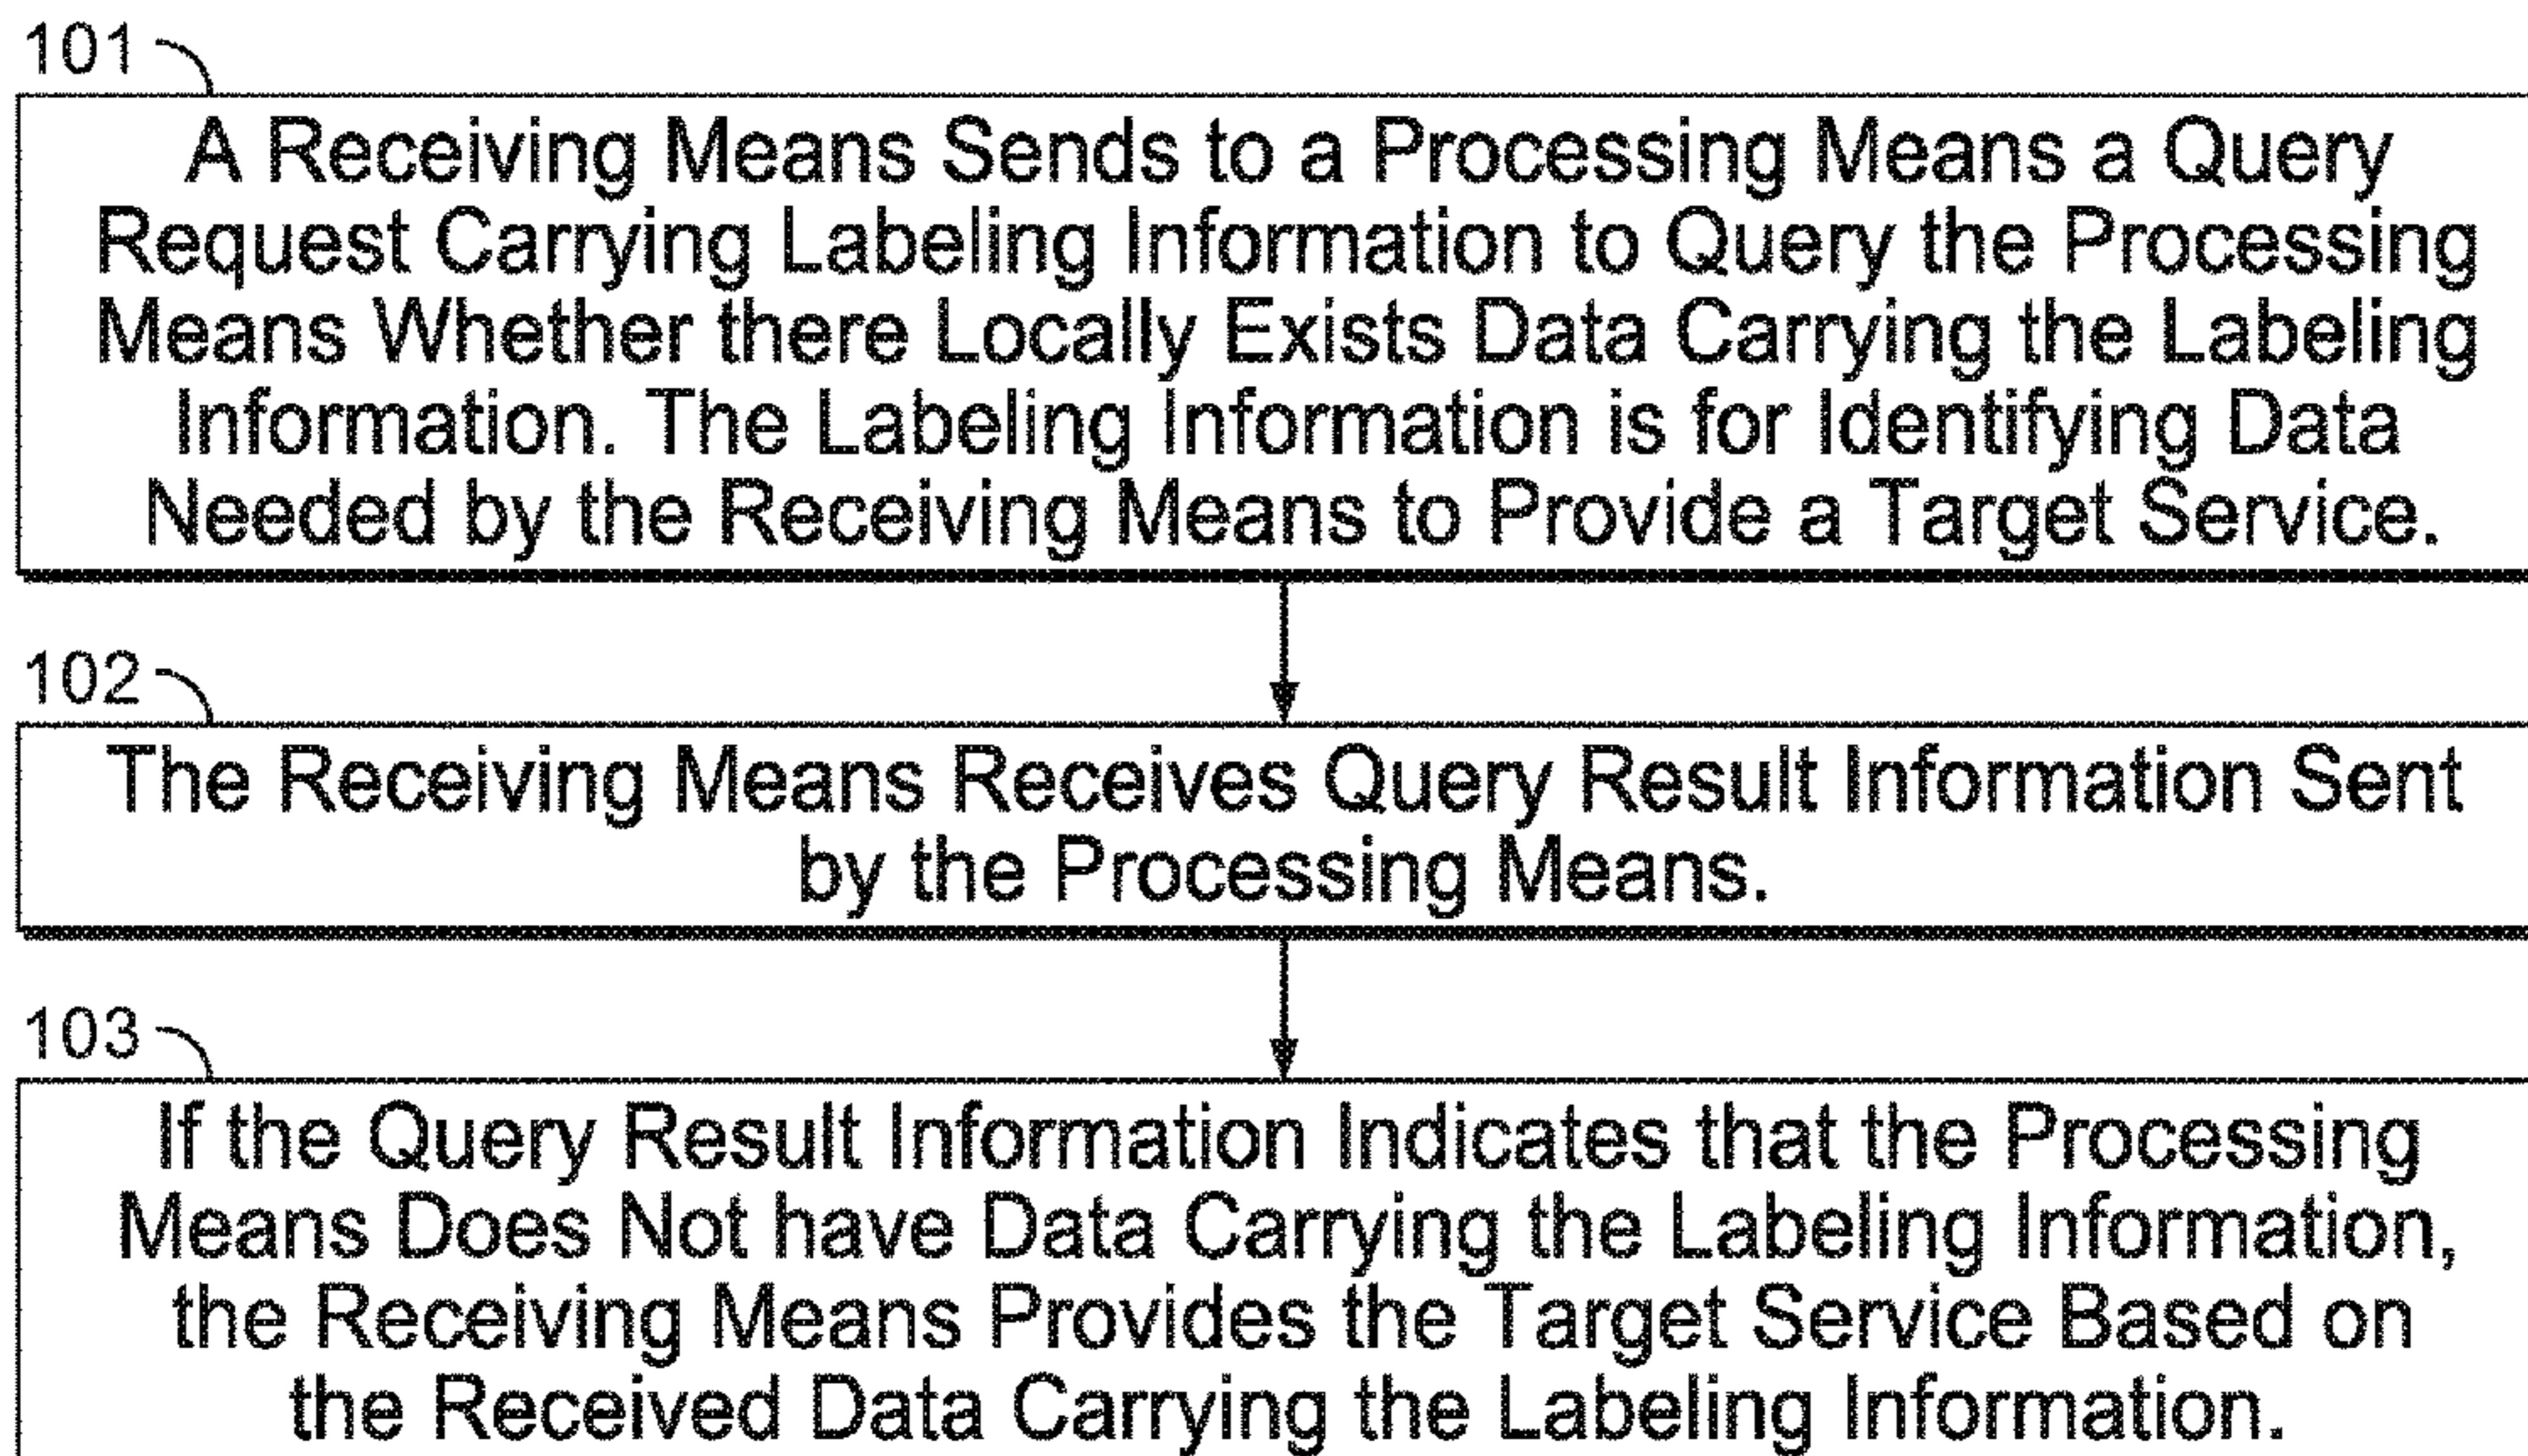 101
A Receiving Means Sends to a Processing Means a Query
Request Carrying Labeling Information to Query the Processing
Means Whether there Locally Exists Data Carrying the Labeling
Information. The Labeling Information is for Identifying Data
Needed by the Receiving Means to Provide a Target Service.
102
The Receiving Means Receives Query Result Information Sent
by the Processing Means.
103
If the Query Result Information Indicates that the Processing
Means Does Not have Data Carrying the Labeling Information,
the Receiving Means Provides the Target Service Based on
the Received Data Carrying the Labeling Information.